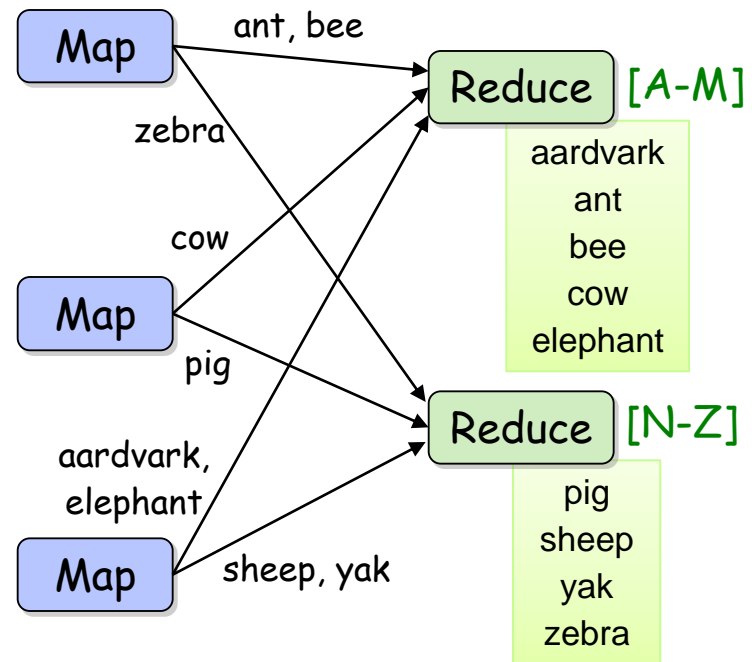 Map
ant, bee
Reduce
[A-M]
zebra
aardvark
ant
bee
cow
elephant
cow
Map
pig
Reduce
[N-Z]
aardvark,
elephant
pig
sheep
yak
zebra
Map
sheep, yak